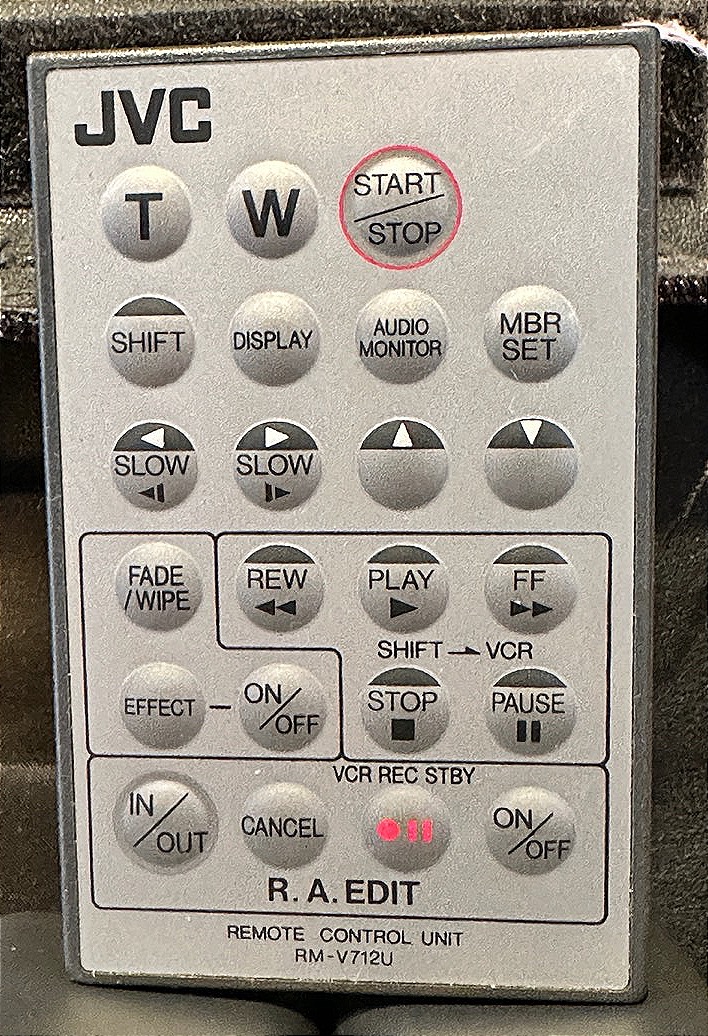 JVC
T W START/STOP
SHIFT DISPLAY AUDIO MONITOR MBR SET
SLOW SLOW
FADE/WIPE REW PLAY FF
SHIFT VCR
EFFECT - ON/OFF STOP PAUSE
VCR REC STBY
IN/OUT CANCEL ON/OFF
R. A. EDIT
REMOTE CONTROL UNIT
RM-V712U